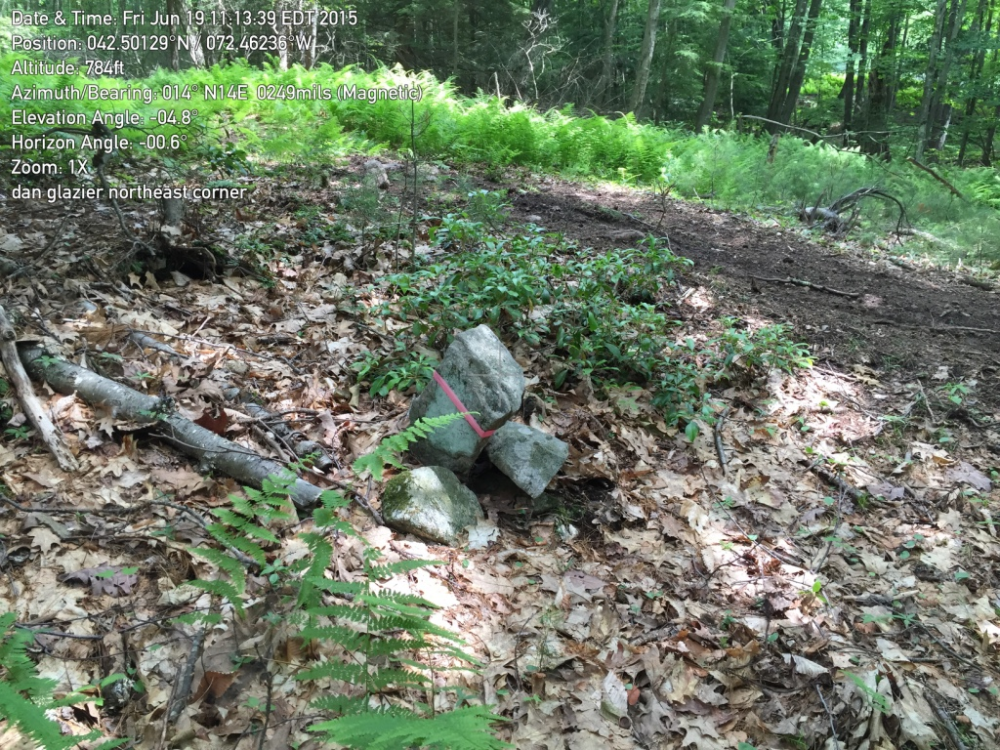 Date & Time: Fri Jun 19 11:13:39 EDT 2015
Position: 042.50129° N / 072.46236° W
Altitude: 784ft
Azimuth/Bearing: 014° N14E 0249mils (Magnetic)
Elevation Angle: -04.8°
Horizon Angle: -00.6°
Zoom: 1X
dan glazier northeast corner